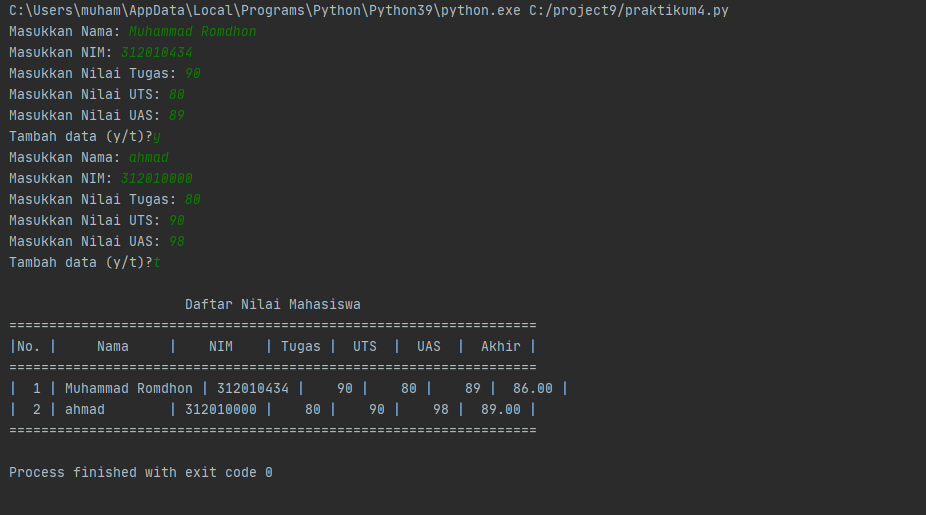 C:\Users\muham\AppData\Local\Programs\Python\Python39\python.exe C:/project9/praktikum4.py
Masukkan Nama: Muhammad Romdhon
Masukkan NIM: 312010434
Masukkan Nilai Tugas: 90
Masukkan Nilai UTS: 80
Masukkan Nilai UAS: 89
Tambah data (y/t)?y
Masukkan Nama: ahmad
Masukkan NIM: 312010000
Masukkan Nilai Tugas: 80
Masukkan Nilai UTS: 90
Masukkan Nilai UAS: 98
Tambah data (y/t)?t

                      Daftar Nilai Mahasiswa
==================================================================
|No. |     Nama     |    NIM    | Tugas |  UTS  |  UAS  |  Akhir |
==================================================================
|  1 | Muhammad Romdhon | 312010434 |    90 |    80 |    89 |  86.00 |
|  2 | ahmad        | 312010000 |    80 |    90 |    98 |  89.00 |
==================================================================

Process finished with exit code 0